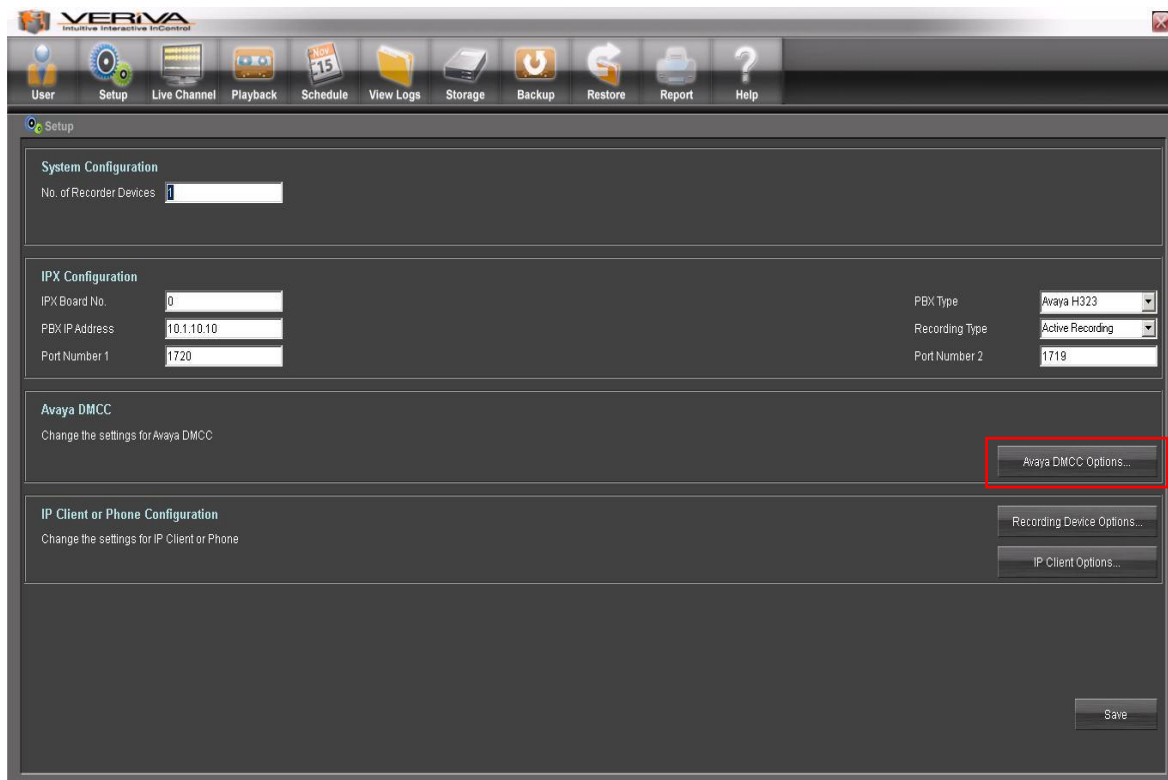 VERIVA
Intuitive Interactive InControl
User Setup Live Channel Playback Schedule View Logs Storage Backup Restore Report Help
Nov
15
Setup
System Configuration
No. of Recorder Devices 1
IPX Configuration
IPX Board No. 0 PBX Type Avaya H323
PBX IP Address 10.1.10.10 Recording Type Active Recording
Port Number 1 1720 Port Number 2 1719
Avaya DMCC
Change the settings for Avaya DMCC
Avaya DMCC Options...
IP Client or Phone Configuration
Recording Device Options...
Change the settings for IP Client or Phone
IP Client Options...
Save